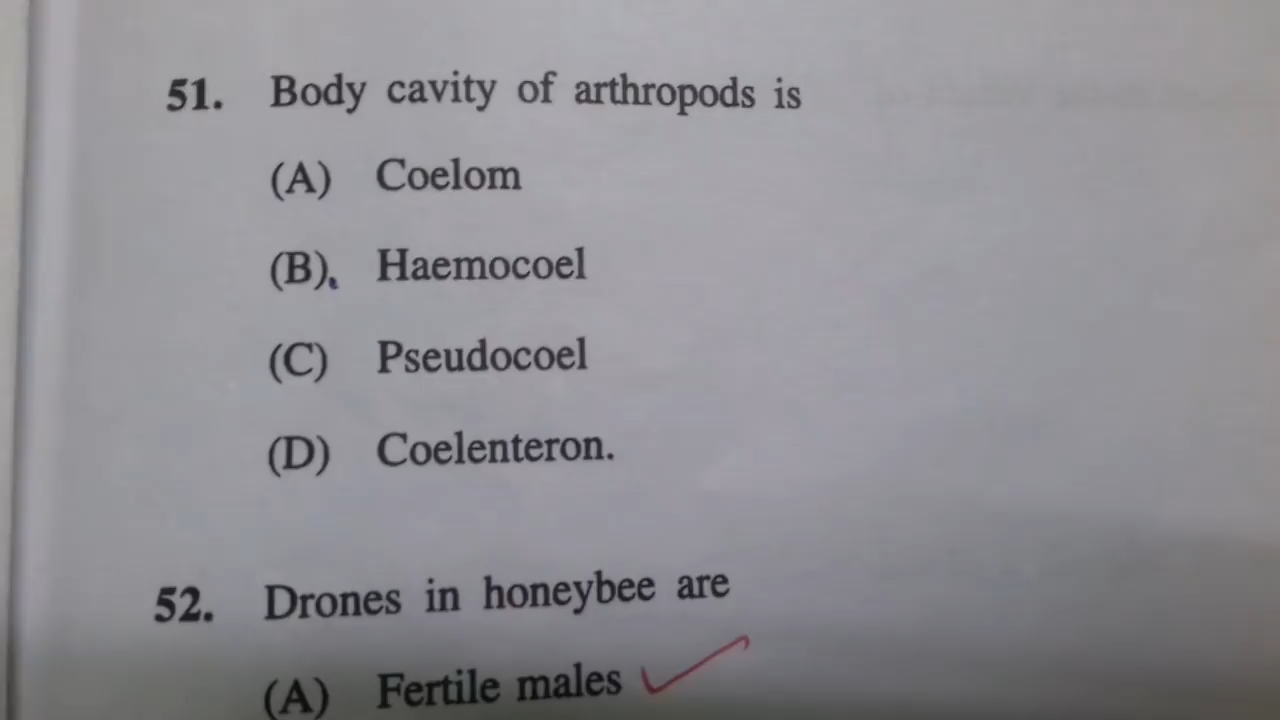 51. Body cavity of arthropods is
(A) Coelom
(B). Haemocoel
(C) Pseudocoel
(D) Coelenteron.
52. Drones in honeybee are
(A) Fertile males